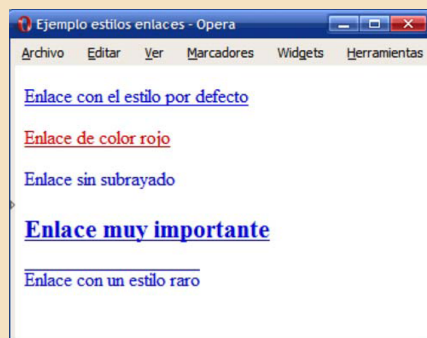 Ejemplo estilos enlaces - Opera
Archivo Editar Ver Marcadores Widgets Herramientas
Enlace con el estilo por defecto
Enlace de color rojo
Enlace sin subrayado
Enlace muy importante
Enlace con un estilo raro